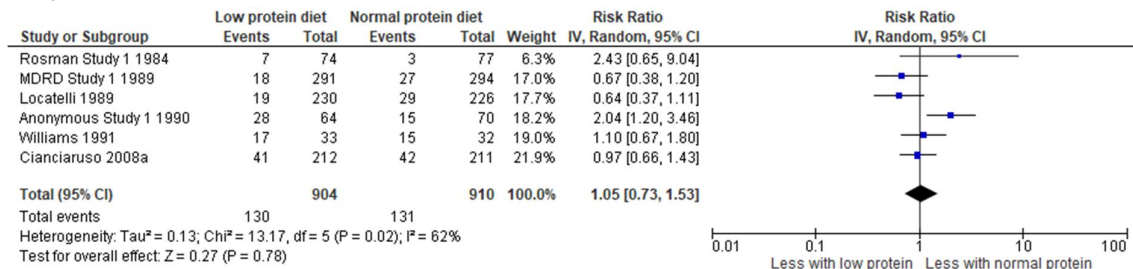 Low protein diet Normal protein diet Risk Ratio Risk Ratio
Study or Subgroup Events Total Events Total Weight IV, Random, 95% CI IV, Random, 95% CI
Rosman Study 1 1984 7 74 3 77 6.3% 2.43 [0.65, 9.04]
MDRD Study 1 1989 18 291 27 294 17.0% 0.67 [0.38, 1.20]
Locatelli 1989 19 230 29 226 17.7% 0.64 [0.37, 1.11]
Anonymous Study 1 1990 28 64 15 70 18.2% 2.04 [1.20, 3.46]
Williams 1991 17 33 15 32 19.0% 1.10 [0.67, 1.80]
Cianciaruso 2008a 41 212 42 211 21.9% 0.97 [0.66, 1.43]
Total (95% CI) 904 910 100.0% 1.05 [0.73, 1.53]
Total events 130 131
Heterogeneity: Tau² = 0.13; Chi² = 13.17, df = 5 (P = 0.02); I² = 62%
Test for overall effect: Z = 0.27 (P = 0.78)
0.01 0.1 1 10 100
Less with low protein Less with normal protein